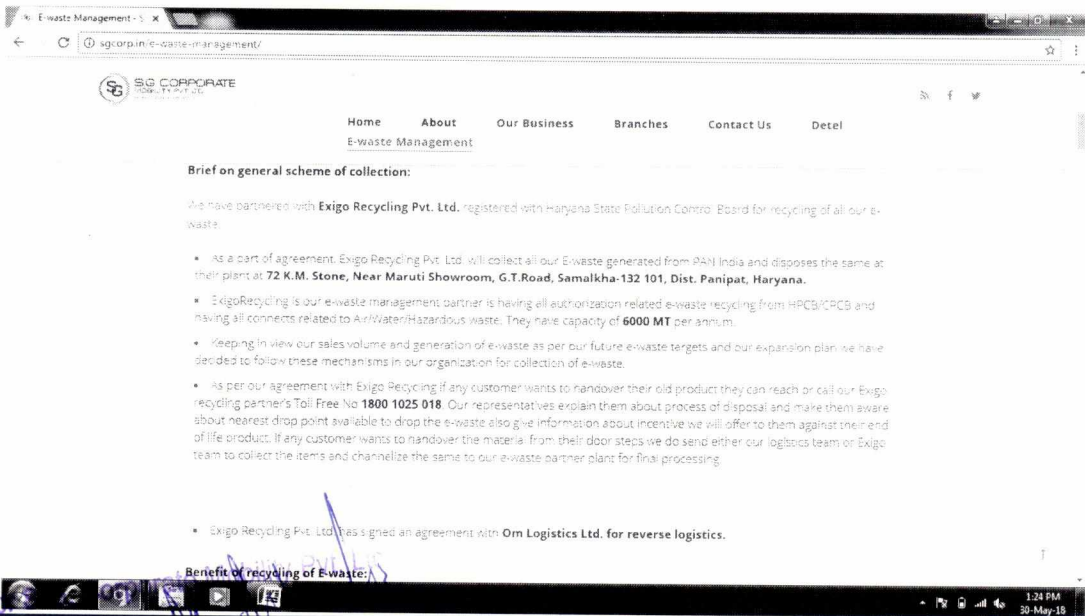 E-waste Management - S
sgcorp.in/e-waste-management/
SG CORPORATE
MOBILITY PVT LTD
Home About Our Business Branches Contact Us Detel
E-waste Management
Brief on general scheme of collection:
We have partnered with Exigo Recycling Pvt. Ltd. registered with Haryana State Pollution Control Board for recycling of all our e-
waste.
• As a part of agreement, Exigo Recycling Pvt. Ltd. will collect all our E-waste generated from PAN India and disposes the same at
their plant at 72 K.M. Stone, Near Maruti Showroom, G.T.Road, Samalkha-132 101, Dist. Panipat, Haryana.
• ExigoRecycling is our e-waste management partner is having all authorization related e-waste recycling from HPCB/CPCB and
having all connects related to Air/Water/Hazardous waste. They have capacity of 6000 MT per annum.
• Keeping in view our sales volume and generation of e-waste as per our future e-waste targets and our expansion plan we have
decided to follow these mechanisms in our organization for collection of e-waste.
• As per our agreement with Exigo Recycling if any customer wants to handover their old product they can reach or call our Exigo
recycling partner's Toll Free No 1800 1025 018. Our representatives explain them about process of disposal and make them aware
about nearest drop point available to drop the e-waste also give information about incentive we will offer to them against their end
of life product. If any customer wants to handover the material from their door steps we do send either our logistics team or Exigo
team to collect the items and channelize the same to our e-waste partner plant for final processing.
• Exigo Recycling Pvt. Ltd has signed an agreement with Om Logistics Ltd. for reverse logistics.
Benefit of recycling of E-waste:
Pvt. Ltd.
1:24 PM
30-May-18